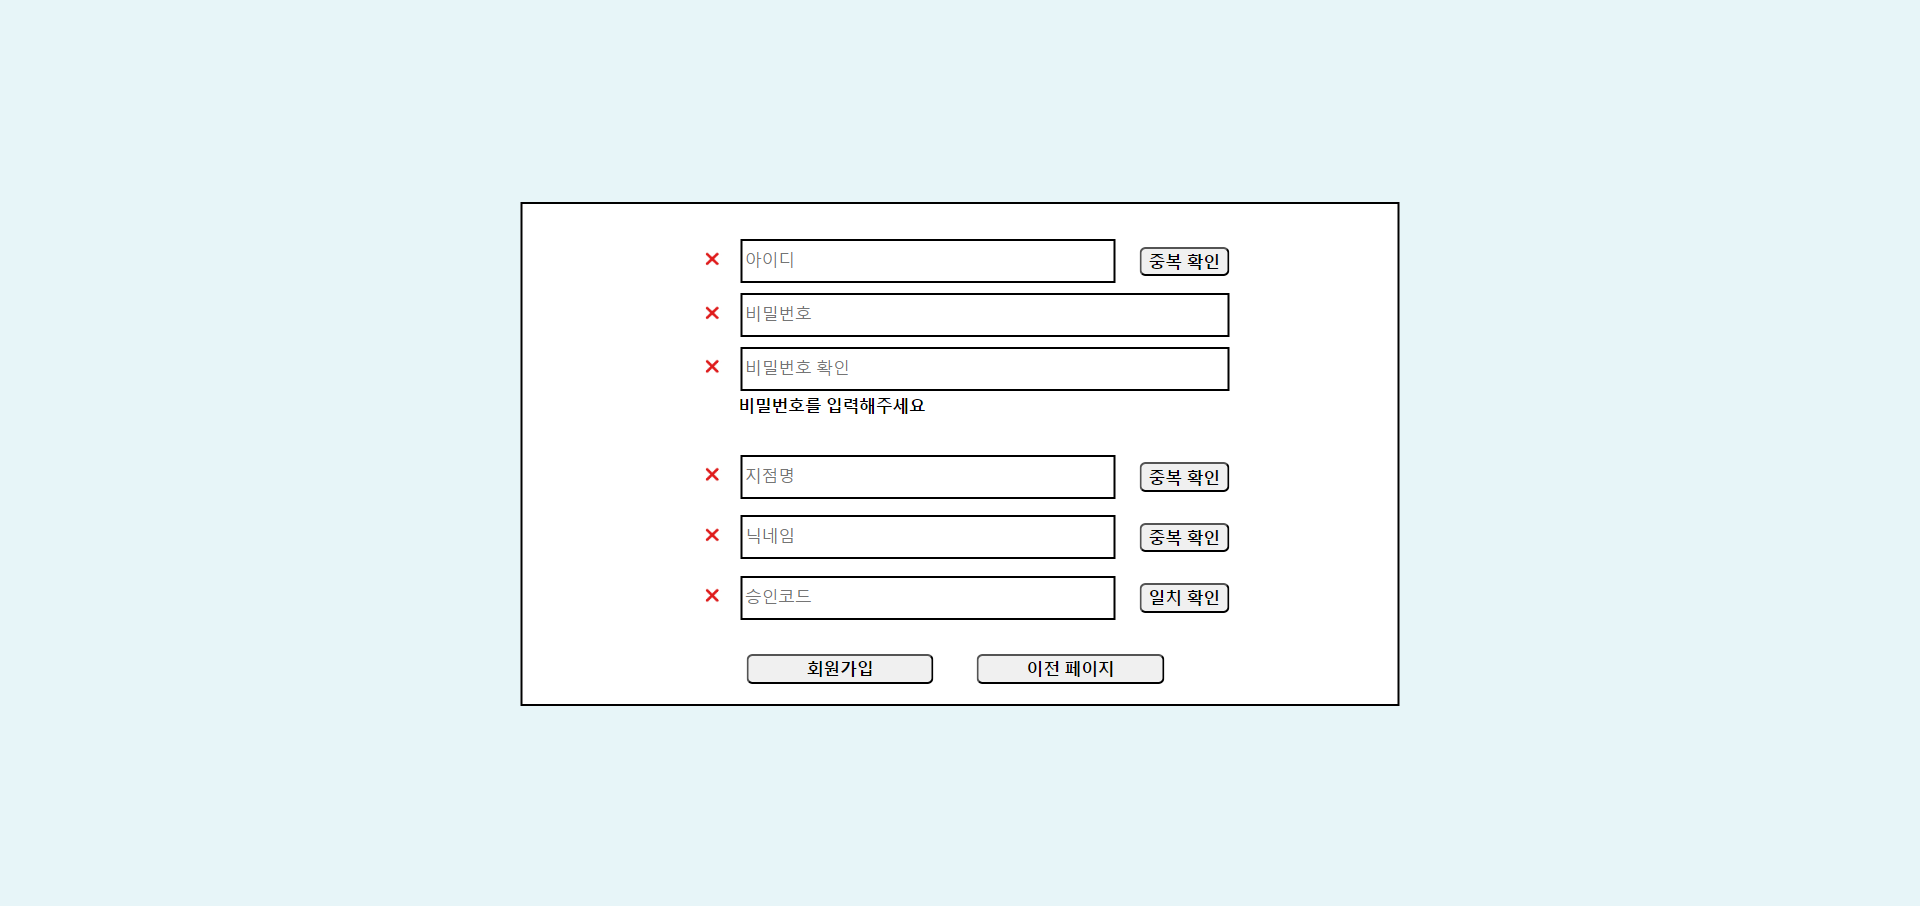 아이디 중복 확인
비밀번호
비밀번호 확인
비밀번호를 입력해주세요
지점명 중복 확인
닉네임 중복 확인
승인코드 일치 확인
회원가입 이전 페이지